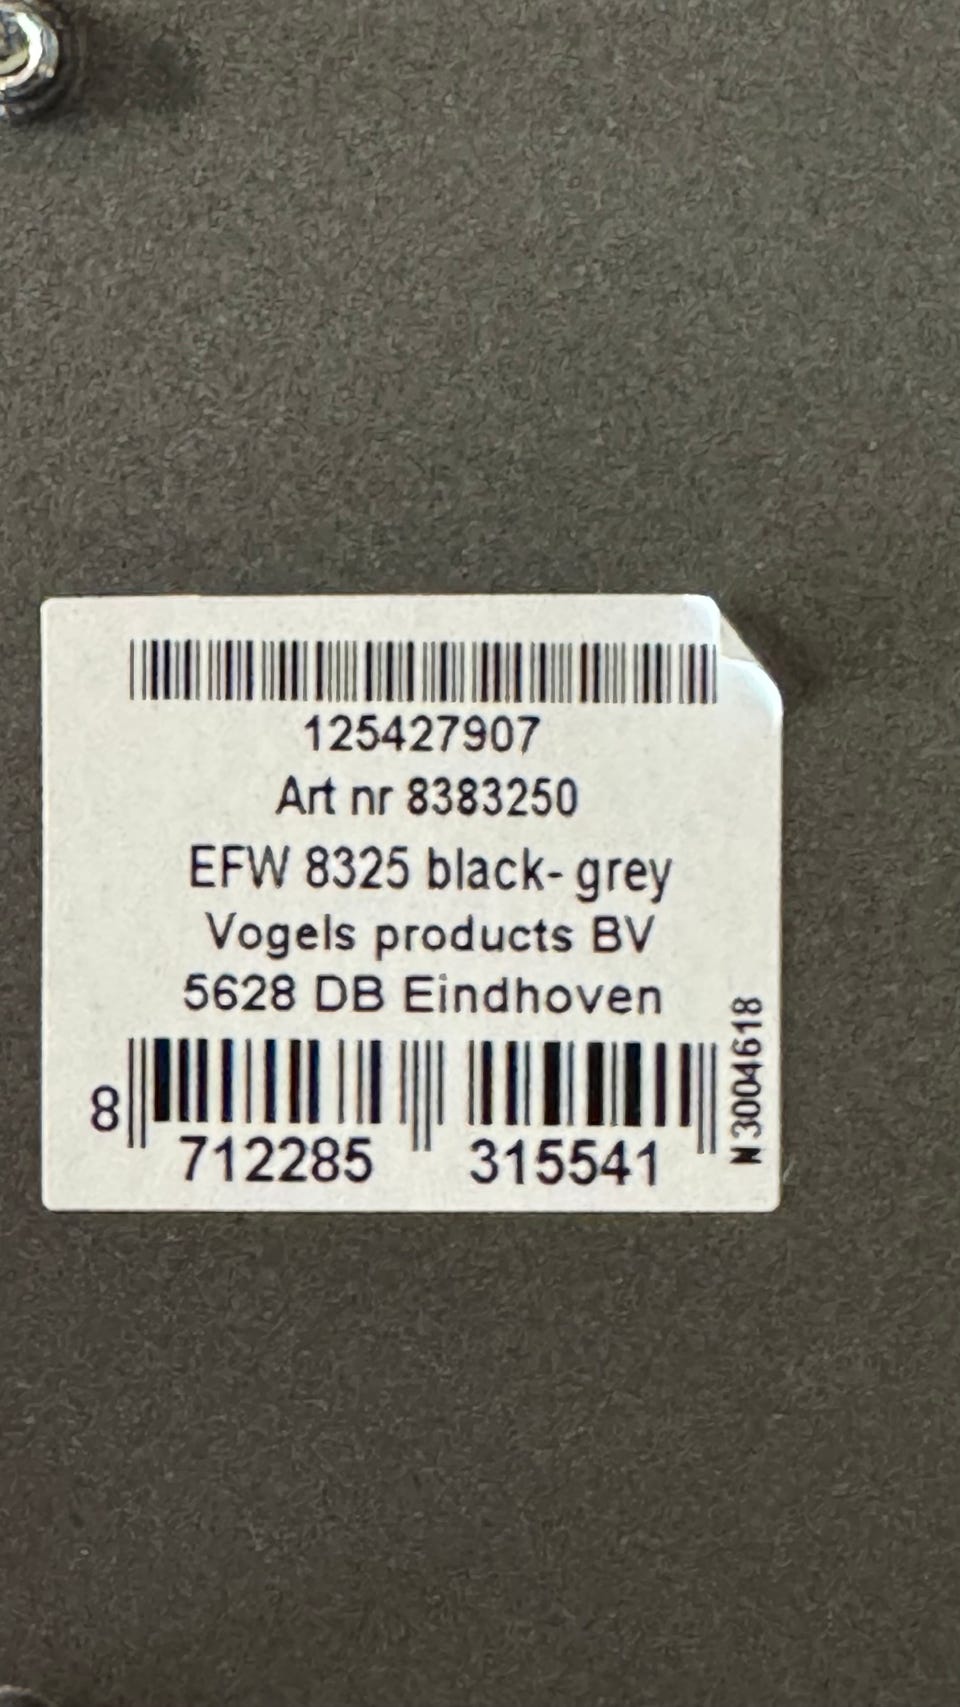 125427907
Art nr 8383250
EFW 8325 black- grey
Vogels products BV
5628 DB Eindhoven
8 712285 315541
N3004618